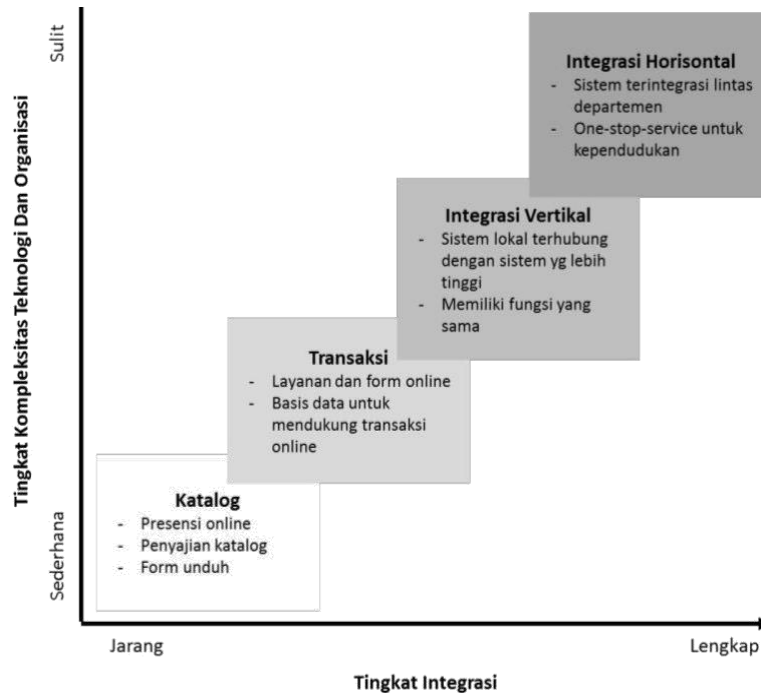 Tingkat Kompleksitas Teknologi Dan Organisasi
Sulit
Sederhana
Integrasi Horisontal
- Sistem terintegrasi lintas
departemen
- One-stop-service untuk
kependudukan
Integrasi Vertikal
- Sistem lokal terhubung
dengan sistem yg lebih
tinggi
- Memiliki fungsi yang
sama
Transaksi
- Layanan dan form online
- Basis data untuk
mendukung transaksi
online
Katalog
- Presensi online
- Penyajian katalog
- Form unduh
Jarang
Lengkap
Tingkat Integrasi